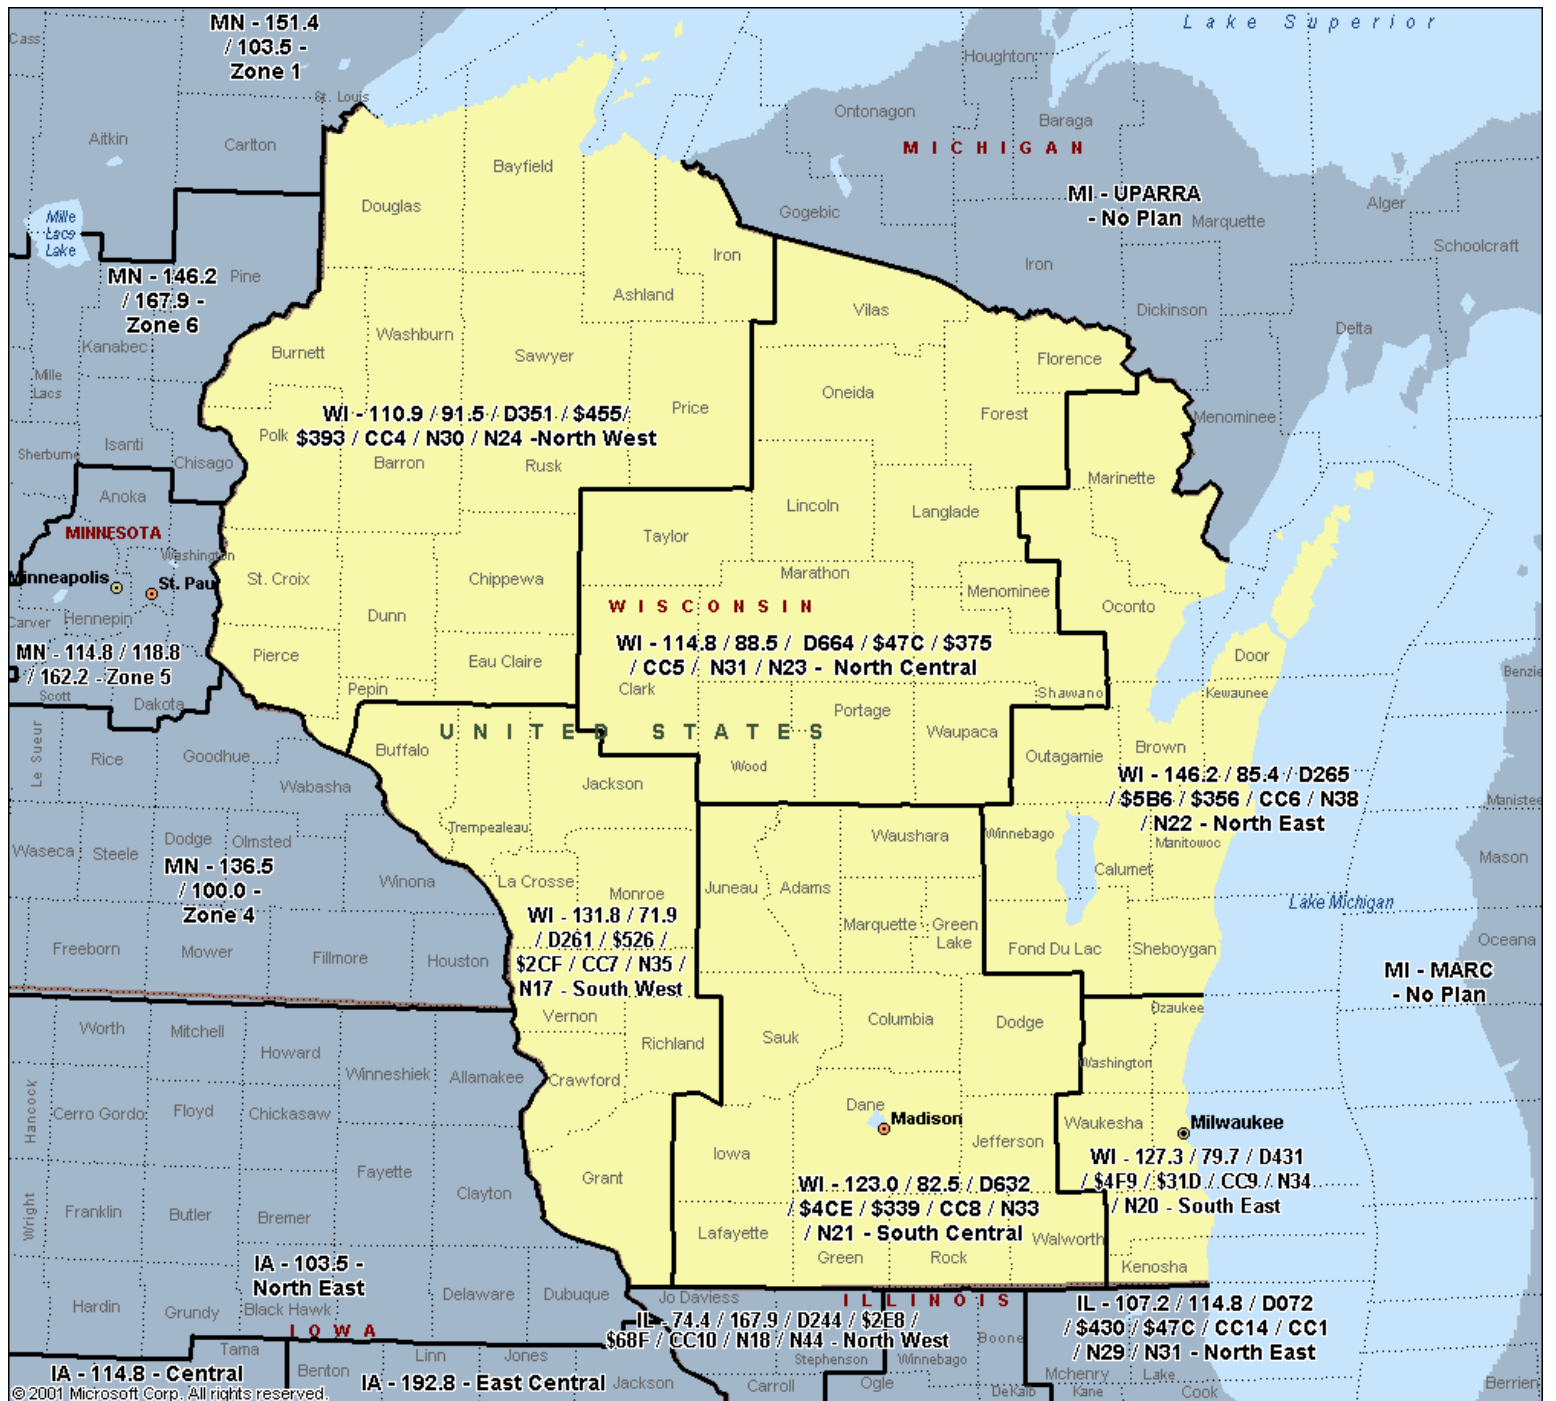 MN - 151.4
/ 103.5 -
Zone 1
Lake Superior
Cass
Houghton
St. Louis
Ontonagon
Baraga
Aitkin
Carlton
MICHIGAN
Bayfield
MI - UPARRA
- No Plan
Douglas
Gogebic
Marquette
Alger
Mille
Lacs
Lake
Schoolcraft
Iron
Iron
MN - 146.2
/ 167.9 -
Zone 6
Pine
Ashland
Vilas
Dickinson
Delta
Washburn
Kanabec
Burnett
Sawyer
Florence
Mille
Lacs
Oneida
Price
Forest
Menominee
WI - 110.9 / 91.5 / D351 / $455/
$393 / CC4 / N30 / N24 -North West
Polk
Isanti
Sherburne
Chisago
Barron
Rusk
Marinette
Anoka
Lincoln
Langlade
MINNESOTA
Taylor
Washington
Minneapolis
St. Pau
St. Croix
Chippewa
Marathon
Menominee
WISCONSIN
Oconto
Carver
Hennepin
Dunn
WI - 114.8 / 88.5 / D664 / $47C / $375
/ CC5 / N31 / N23 - North Central
MN - 114.8 / 118.8
/ 162.2 - Zone 5
Pierce
Eau Claire
Door
Benzie
Scott
Dakota
Pepin
Clark
Shawano
Kewaunee
Portage
UNITED STATES
Waupaca
Le Sueur
Rice
Goodhue
Buffalo
Wood
Outagamie
Brown
Wabasha
Jackson
WI - 146.2 / 85.4 / D265
/ $5B6 / $356 / CC6 / N38
/ N22 - North East
Manistee
Trempealeau
Waushara
Winnebago
Manitowoc
Waseca
Steele
Dodge
Olmsted
Mason
MN - 136.5
/ 100.0 -
Zone 4
Winona
La Crosse
Monroe
Juneau
Adams
Calumet
Lake Michigan
WI - 131.8 / 71.9
/ D261 / $526 /
$2CF / CC7 / N35 /
N17 - South West
Marquette
Green
Lake
Freeborn
Mower
Fillmore
Houston
Fond Du Lac
Sheboygan
Oceana
MI - MARC
- No Plan
Vernon
Ozaukee
Worth
Mitchell
Columbia
Dodge
Howard
Richland
Sauk
Washington
Winneshiek
Allamakee
Crawford
Hancock
Cerro Gordo
Floyd
Chickasaw
Dane
Madison
Waukesha
Milwaukee
Iowa
Jefferson
Fayette
Grant
WI - 127.3 / 79.7 / D431
/ $4F9 / $31D / CC9 / N34
/ N20 - South East
WI - 123.0 / 82.5 / D632
/ $4CE / $339 / CC8 / N33
/ N21 - South Central
Clayton
Wright
Franklin
Butler
Bremer
Lafayette
Walworth
Green
Rock
Kenosha
IA - 103.5 -
North East
Delaware
Dubuque
Jo Daviess
ILLINOIS
Hardin
Grundy
Black Hawk
IOWA
IL - 74.4 / 167.9 / D244 / $2E8 /
$68F / CC10 / N18 / N44 - North West
Boone
IL - 107.2 / 114.8 / D072
/ $430 / $47C / CC14 / CC1
/ N29 / N31 - North East
Tama
Linn
Jones
Stephenson
Winnebago
IA - 114.8 - Central
Benton
IA - 192.8 - East Central
Jackson
Carroll
Ogle
McHenry
Lake
DeKalb
Kane
Cook
Berrien
© 2001 Microsoft Corp. All rights reserved.